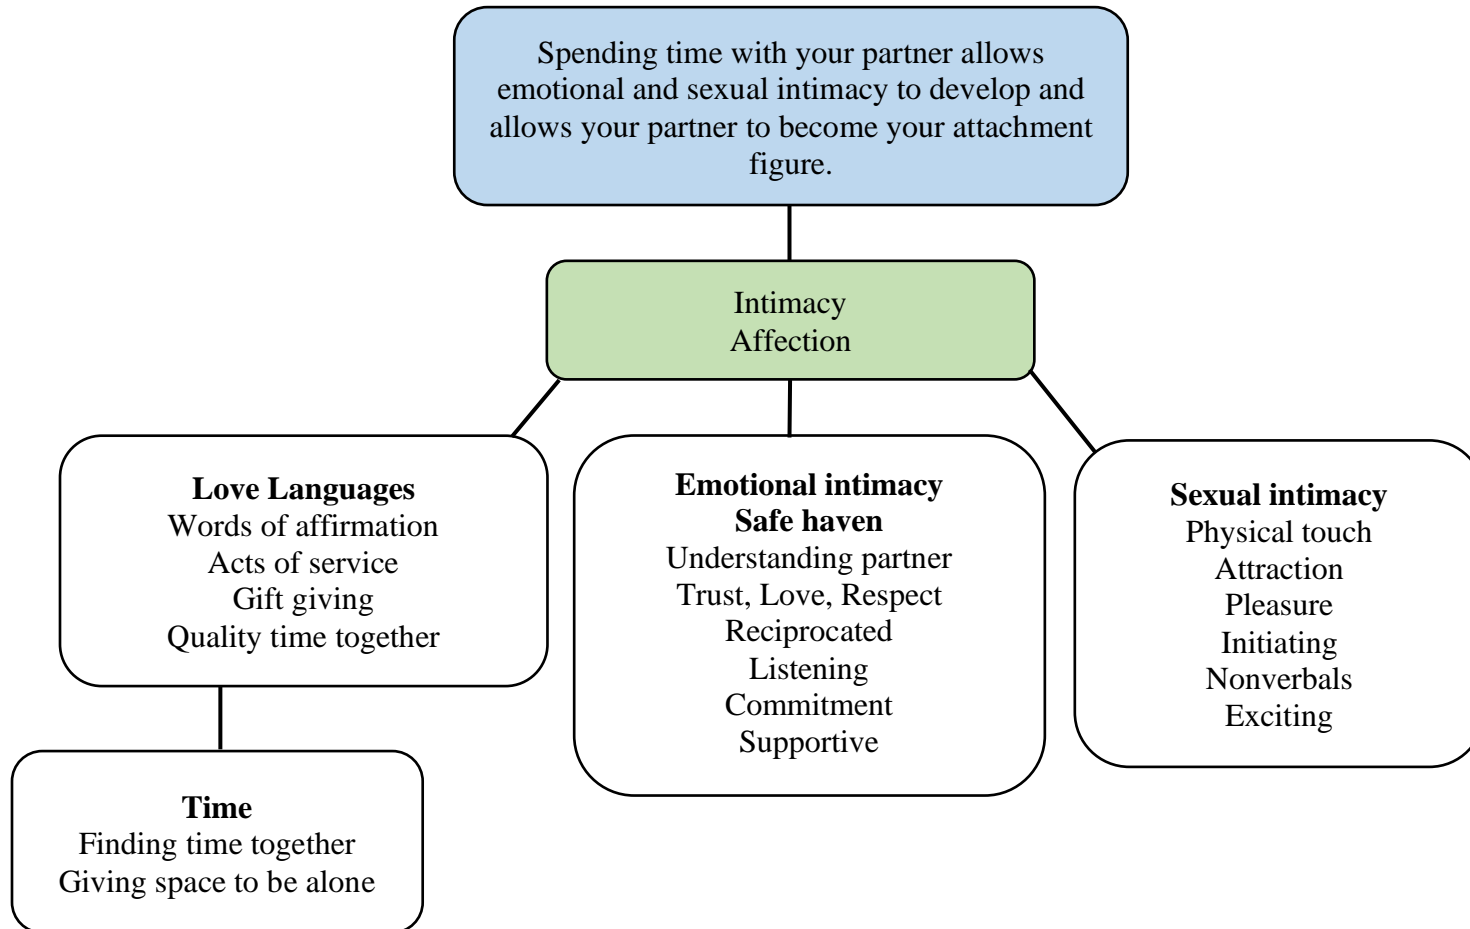 Spending time with your partner allows
emotional and sexual intimacy to develop and
allows your partner to become your attachment
figure.
Intimacy
Affection
Love Languages
Words of affirmation
Acts of service
Gift giving
Quality time together
Emotional intimacy
Safe haven
Understanding partner
Trust, Love, Respect
Reciprocated
Listening
Commitment
Supportive
Sexual intimacy
Physical touch
Attraction
Pleasure
Initiating
Nonverbals
Exciting
Time
Finding time together
Giving space to be alone